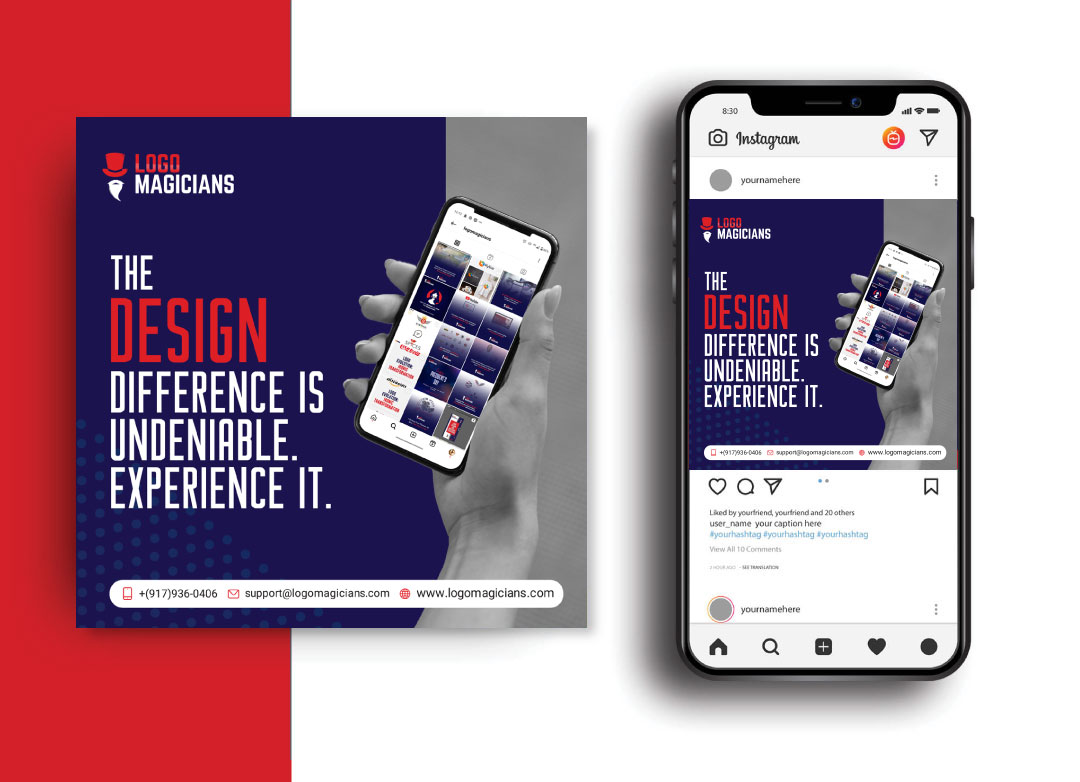 LOGO
MAGICIANS
THE
DESIGN
DIFFERENCE IS
UNDENIABLE.
EXPERIENCE IT.
logomagicians
+(917)936-0406 support@logomagicians.com www.logomagicians.com
8:30
Instagram
yournamehere
LOGO
MAGICIANS
THE
DESIGN
DIFFERENCE IS
UNDENIABLE.
EXPERIENCE IT.
+(917)936-0406 support@logomagicians.com www.logomagicians.com
Liked by yourfriend, yourfriend and 20 others
user_name your caption here
#yourhashtag #yourhashtag #yourhashtag
View All 10 Comments
2 HOUR AGO • SEE TRANSLATION
yournamehere